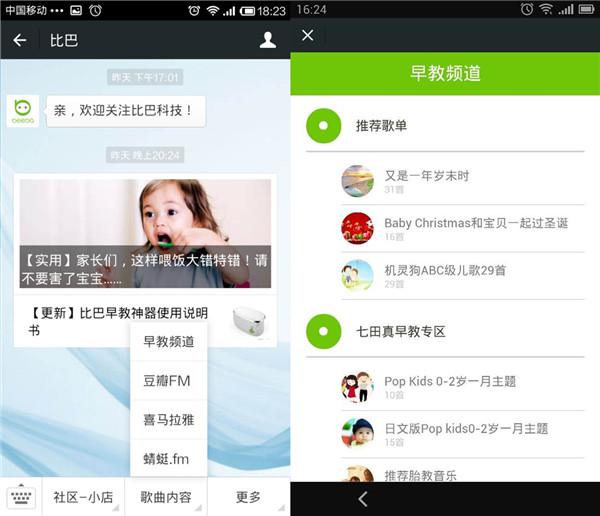 中国移动 ••• 18:23
比巴
昨天 下午17:01
beeba
亲，欢迎关注比巴科技！
昨天 晚上20:24
【实用】家长们，这样喂饭大错特错！请
不要害了宝宝……
【更新】比巴早教神器使用说明
书
早教频道
豆瓣FM
喜马拉雅
蜻蜓.fm
社区-小店
歌曲内容
更多
16:24
早教频道
推荐歌单
又是一年岁末时
31首
Baby Christmas和宝贝一起过圣诞
16首
机灵狗ABC级儿歌29首
29首
七田真早教专区
Pop Kids 0-2岁一月主题
10首
日文版Pop kids0-2岁一月主题
15首
推荐胎教音乐